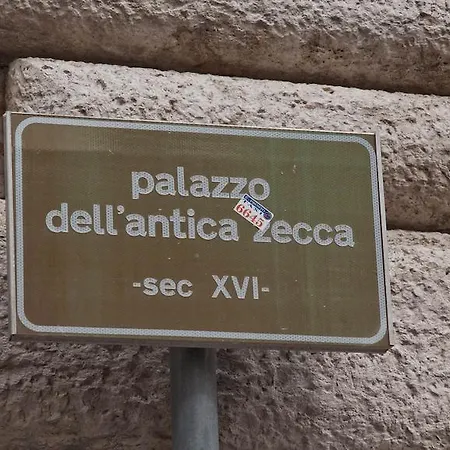 palazzo
dell'antica zecca
6645
-sec XVI-